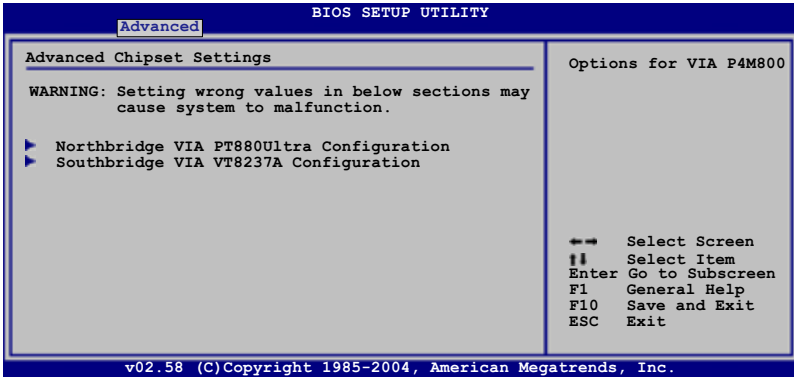 BIOS SETUP UTILITY
Advanced
Advanced Chipset Settings
WARNING: Setting wrong values in below sections may
cause system to malfunction.
Northbridge VIA PT880Ultra Configuration
Southbridge VIA VT8237A Configuration
Options for VIA P4M800
Select Screen
Select Item
Enter Go to Subscreen
F1 General Help
F10 Save and Exit
ESC Exit
v02.58 (C)Copyright 1985-2004, American Megatrends, Inc.